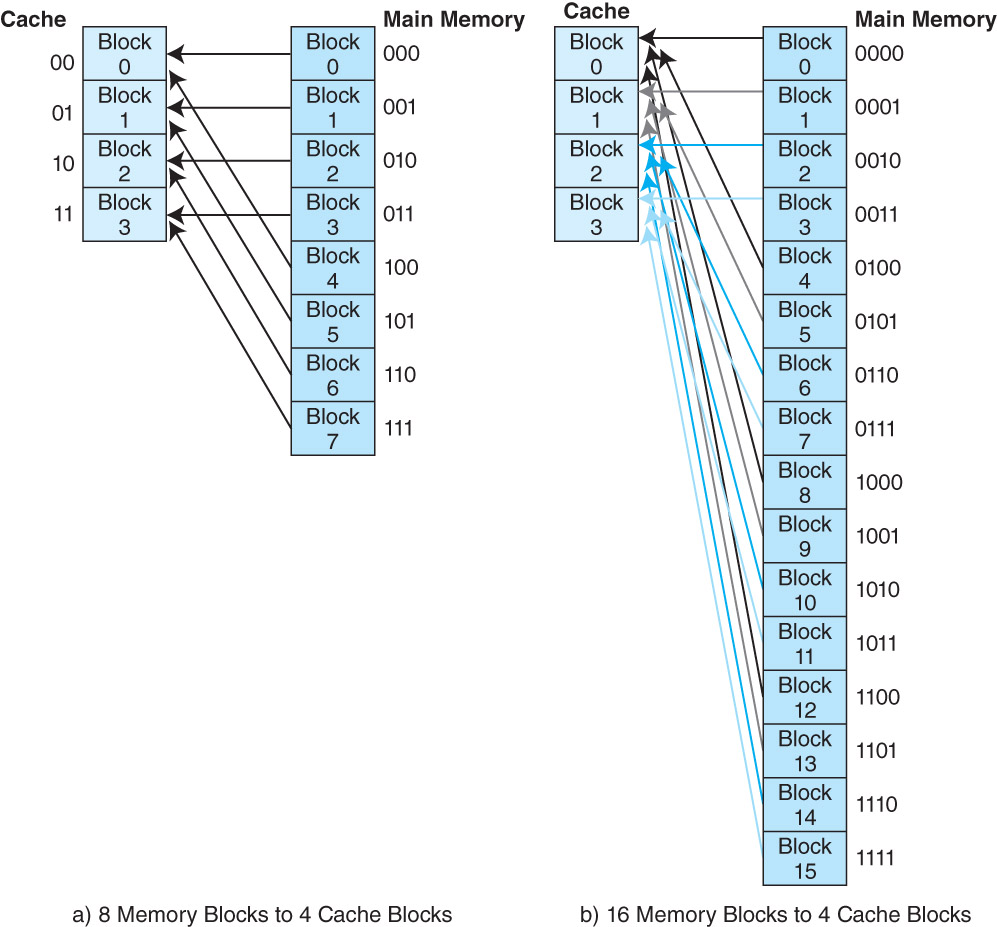 Cache
Main Memory
00
Block
0
01
Block
1
10
Block
2
11
Block
3
Block
0
000
Block
1
001
Block
2
010
Block
3
011
Block
4
100
Block
5
101
Block
6
110
Block
7
111
a) 8 Memory Blocks to 4 Cache Blocks
Cache
Main Memory
Block
0
Block
1
Block
2
Block
3
Block
0
0000
Block
1
0001
Block
2
0010
Block
3
0011
Block
4
0100
Block
5
0101
Block
6
0110
Block
7
0111
Block
8
1000
Block
9
1001
Block
10
1010
Block
11
1011
Block
12
1100
Block
13
1101
Block
14
1110
Block
15
1111
b) 16 Memory Blocks to 4 Cache Blocks